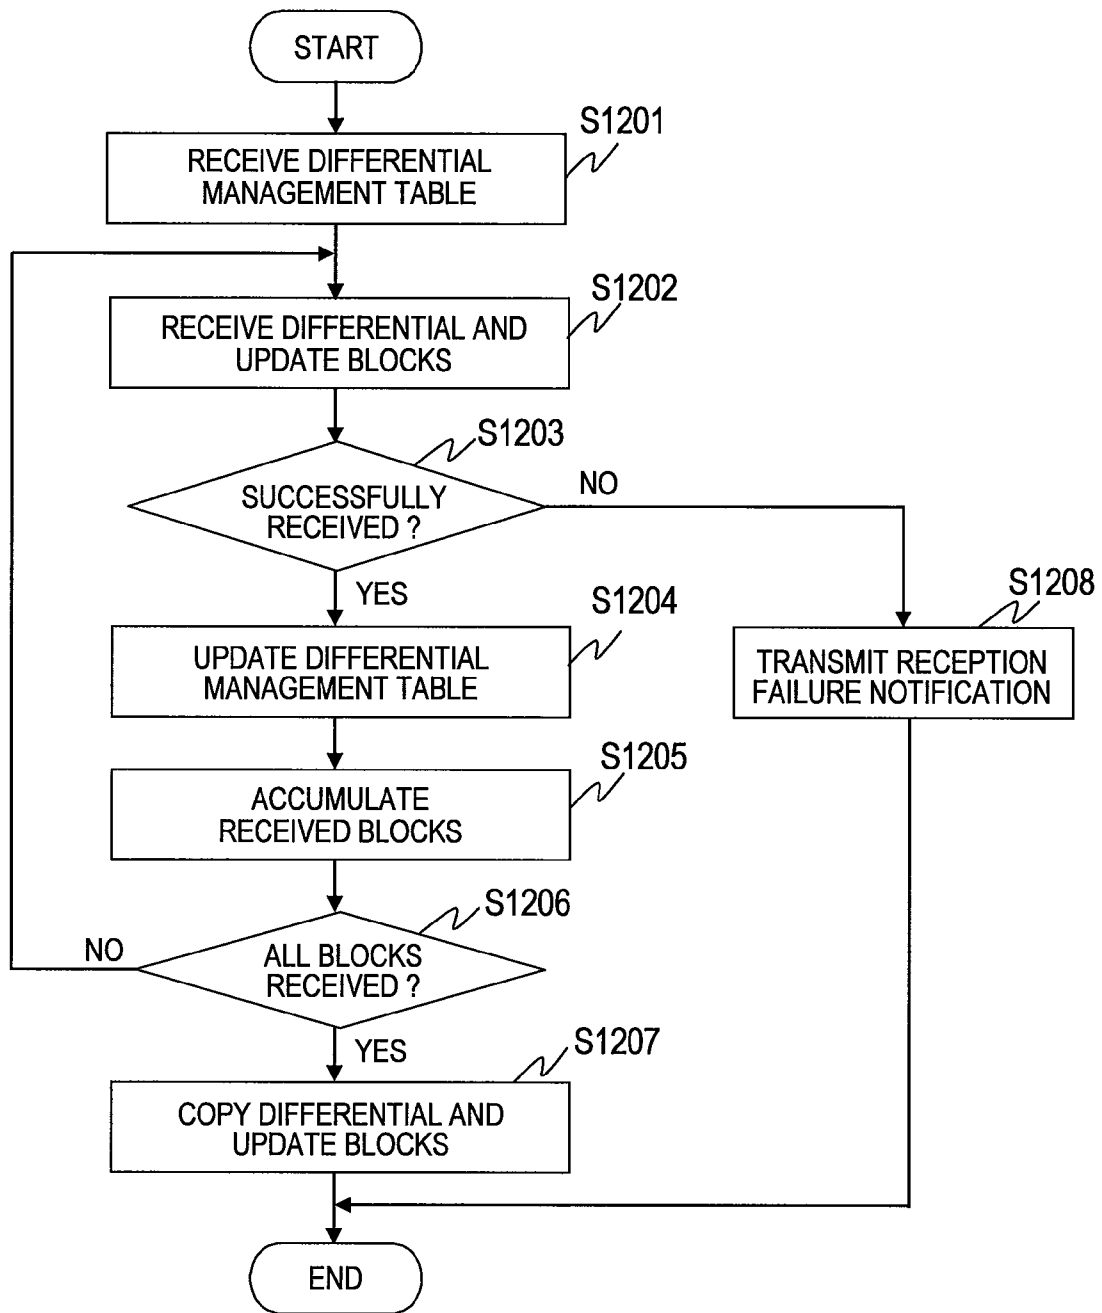 START
S1201
RECEIVE DIFFERENTIAL
MANAGEMENT TABLE
S1202
RECEIVE DIFFERENTIAL AND
UPDATE BLOCKS
S1203
SUCCESSFULLY
RECEIVED ?
NO
YES
S1204
UPDATE DIFFERENTIAL
MANAGEMENT TABLE
S1208
TRANSMIT RECEPTION
FAILURE NOTIFICATION
S1205
ACCUMULATE
RECEIVED BLOCKS
S1206
ALL BLOCKS
RECEIVED ?
NO
YES
S1207
COPY DIFFERENTIAL AND
UPDATE BLOCKS
END